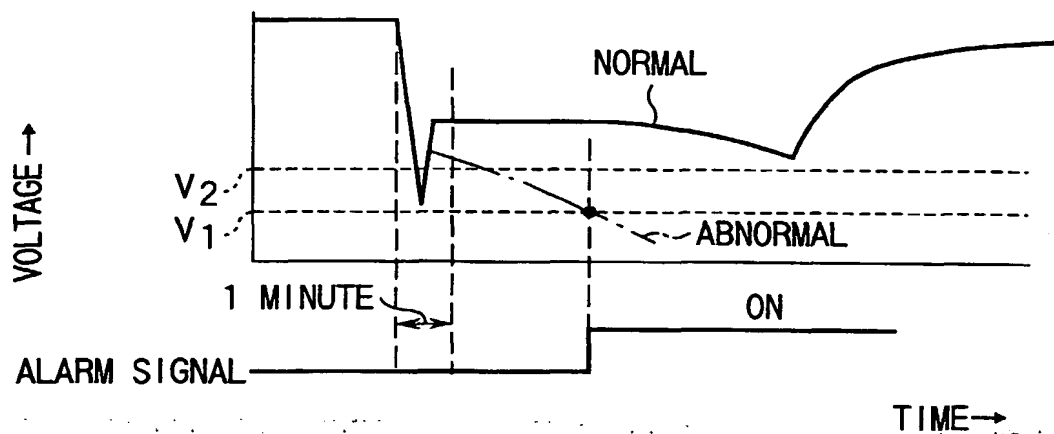 NORMAL
VOLTAGE→
V2
V1
ABNORMAL
1 MINUTE
ON
ALARM SIGNAL
TIME→